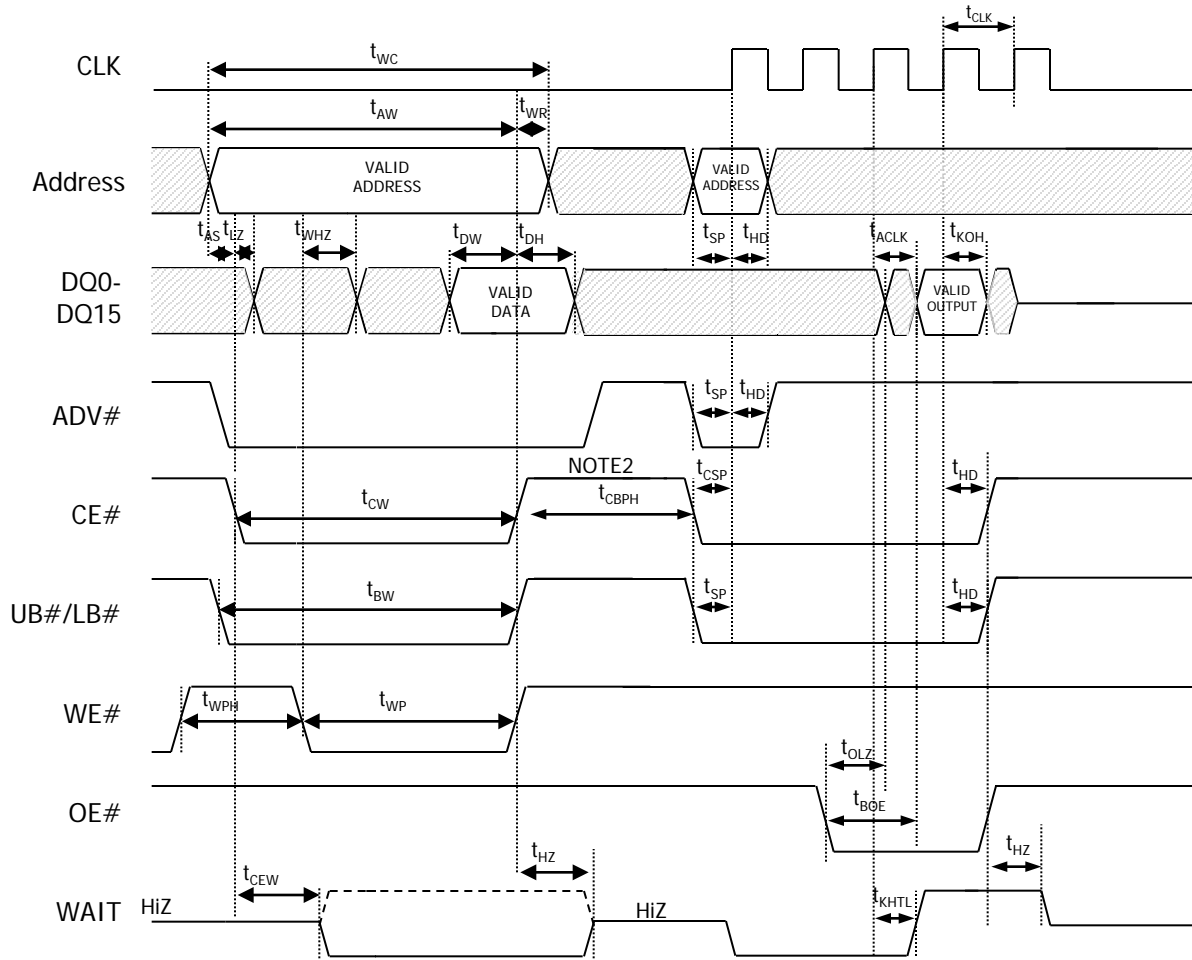 t_CLK
CLK
t_WC
t_AW
t_WR
Address
VALID
ADDRESS
VALID
ADDRESS
t_AS
t_LZ
t_WHZ
t_DW
t_DH
t_SP
t_HD
t_ACLK
t_KOH
DQ0-
DQ15
VALID
DATA
VALID
OUTPUT
ADV#
t_SP
t_HD
NOTE2
CE#
t_CW
t_CBPH
t_CSP
t_HD
UB#/LB#
t_BW
t_SP
t_HD
WE#
t_WPH
t_WP
OE#
t_OLZ
t_BOE
WAIT
HiZ
t_CEW
t_HZ
HiZ
t_KHTL
t_HZ